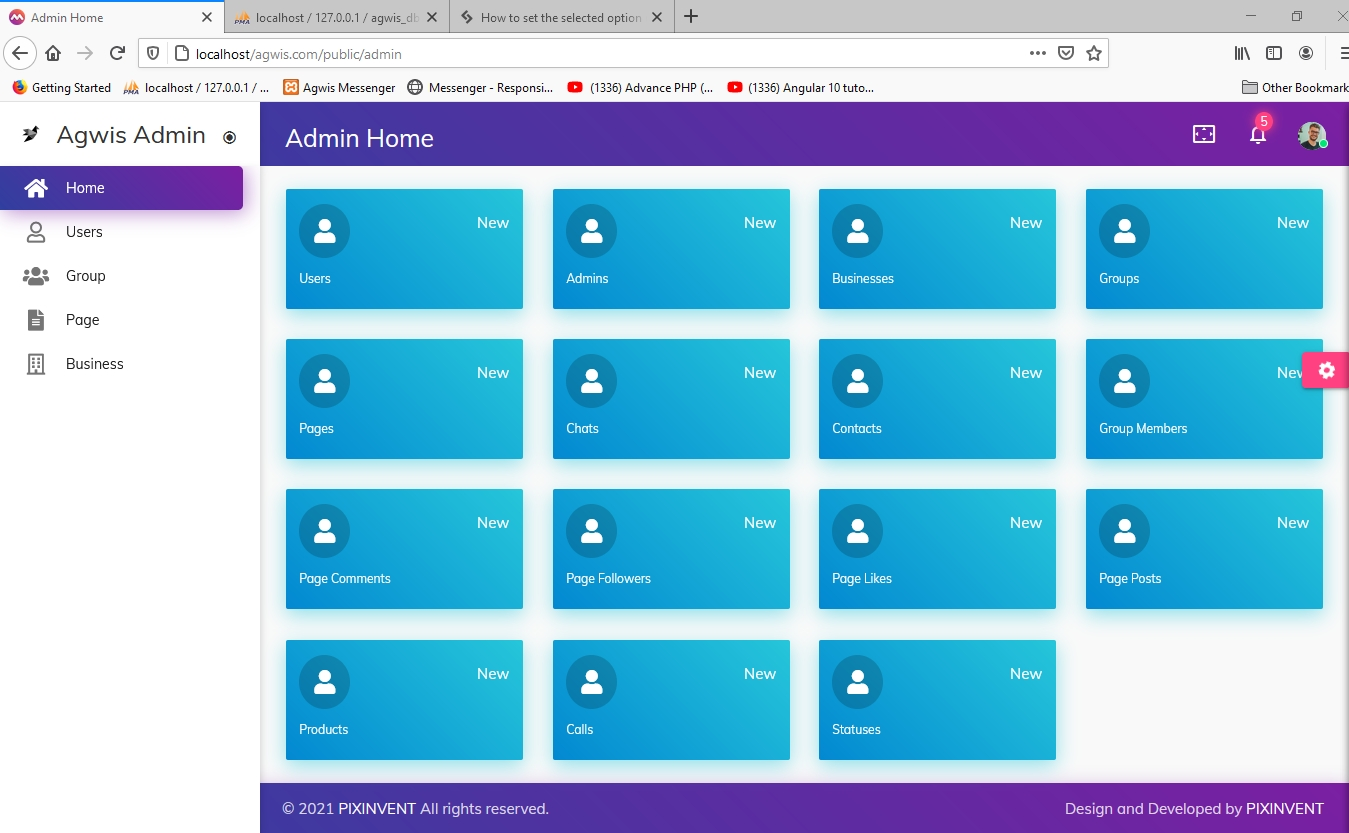 Admin Home
localhost / 127.0.0.1 / agwis_db
How to set the selected option
localhost/agwis.com/public/admin
Getting Started
localhost / 127.0.0.1 / ...
Agwis Messenger
Messenger - Responsi...
(1336) Advance PHP (...
(1336) Angular 10 tuto...
Other Bookmark
Agwis Admin
Admin Home
5
Home
Users
Group
Page
Business
New
Users
New
Admins
New
Businesses
New
Groups
New
Pages
New
Chats
New
Contacts
New
Group Members
New
Page Comments
New
Page Followers
New
Page Likes
New
Page Posts
New
Products
New
Calls
New
Statuses
© 2021 PIXINVENT All rights reserved.
Design and Developed by PIXINVENT